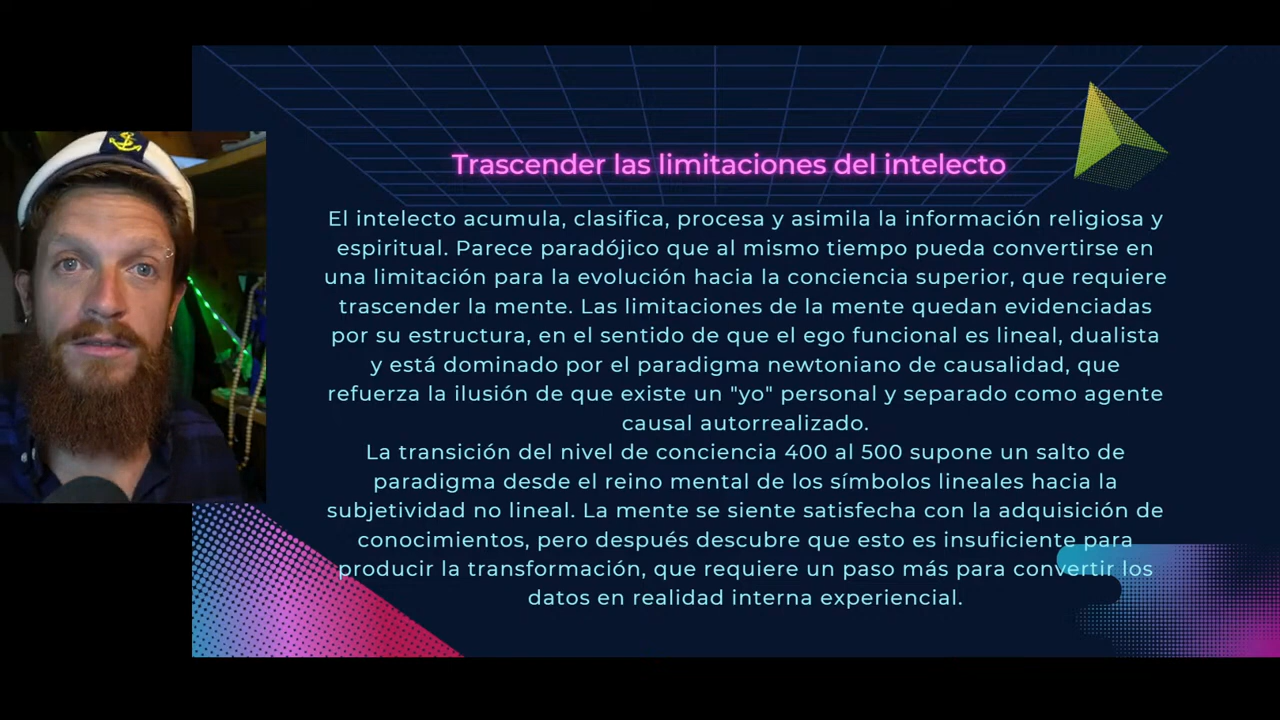 Trascender las limitaciones del intelecto
El intelecto acumula, clasifica, procesa y asimila la información religiosa y
espiritual. Parece paradójico que al mismo tiempo pueda convertirse en
una limitación para la evolución hacia la conciencia superior, que requiere
trascender la mente. Las limitaciones de la mente quedan evidenciadas
por su estructura, en el sentido de que el ego funcional es lineal, dualista
y está dominado por el paradigma newtoniano de causalidad, que
refuerza la ilusión de que existe un "yo" personal y separado como agente
causal autorrealizado.
La transición del nivel de conciencia 400 al 500 supone un salto de
paradigma desde el reino mental de los símbolos lineales hacia la
subjetividad no lineal. La mente se siente satisfecha con la adquisición de
conocimientos, pero después descubre que esto es insuficiente para
producir la transformación, que requiere un paso más para convertir los
datos en realidad interna experiencial.